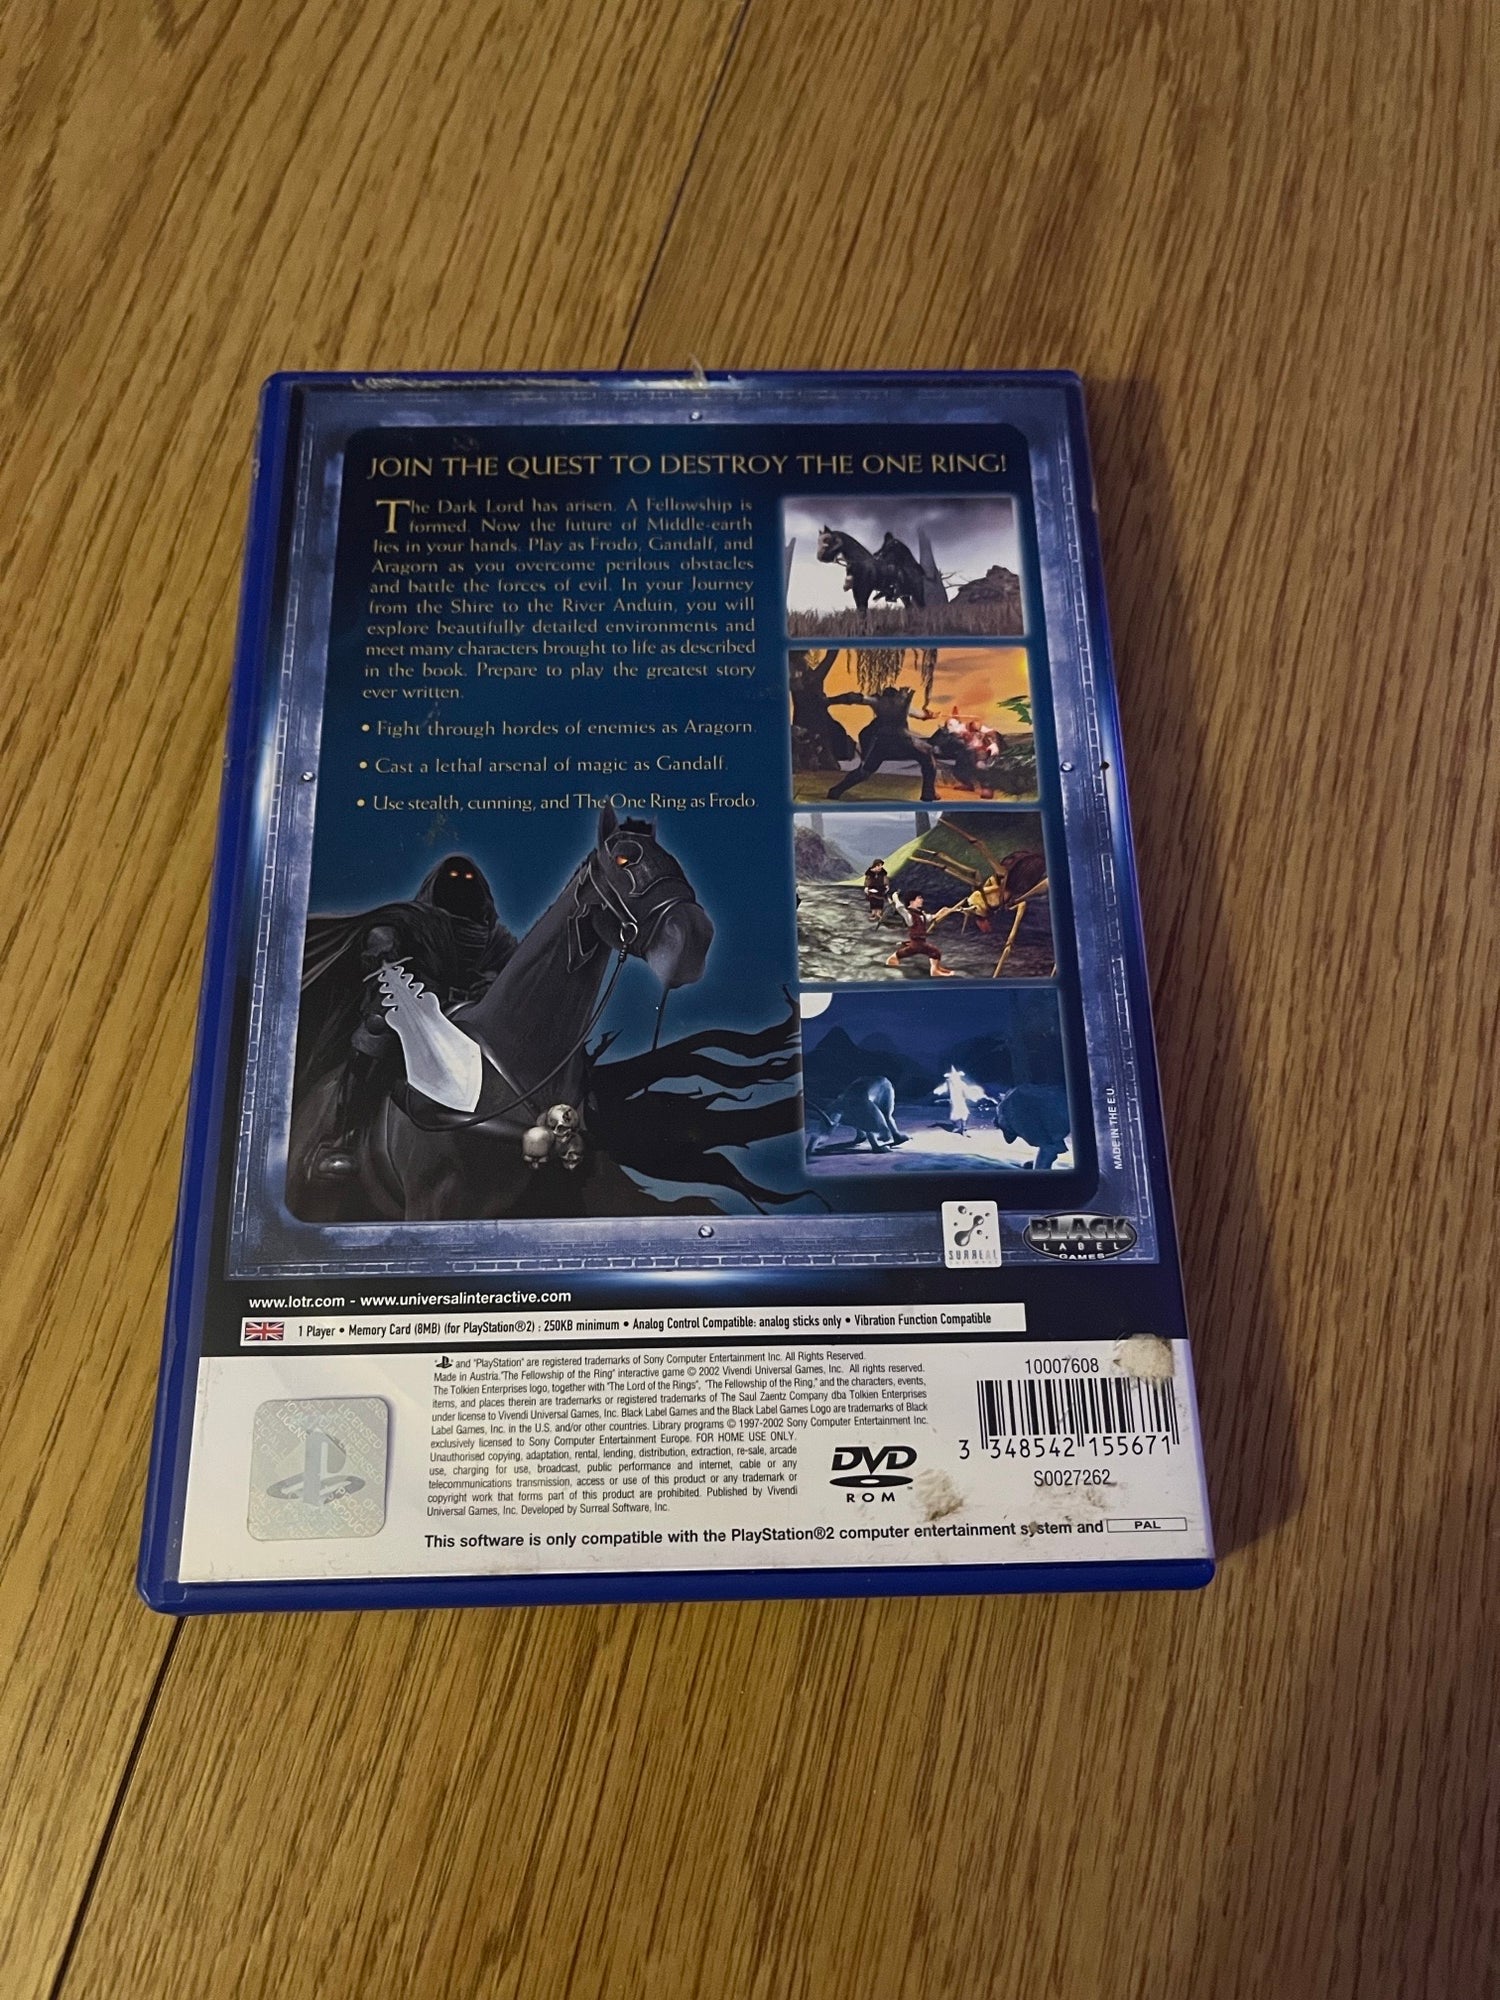 JOIN THE QUEST TO DESTROY THE ONE RING!
The Dark Lord has arisen. A Fellowship is
formed. Now the future of Middle-earth
lies in your hands. Play as Frodo, Gandalf, and
Aragorn as you overcome perilous obstacles
and battle the forces of evil. In your Journey
from the Shire to the River Anduin, you will
explore beautifully detailed environments and
meet many characters brought to life as described
in the book. Prepare to play the greatest story
ever written.
• Fight through hordes of enemies as Aragorn.
• Cast a lethal arsenal of magic as Gandalf.
• Use stealth, cunning, and The One Ring as Frodo.
MADE IN THE E.U.
SURREAL
SOFTWARE
BLACK
LABEL
GAMES
www.lotr.com - www.universalinteractive.com
1 Player • Memory Card (8MB) (for PlayStation®2) : 250KB minimum • Analog Control Compatible: analog sticks only • Vibration Function Compatible
" " and "PlayStation" are registered trademarks of Sony Computer Entertainment Inc. All Rights Reserved.
Made in Austria. "The Fellowship of the Ring" interactive game © 2002 Vivendi Universal Games, Inc. All rights reserved.
The Tolkien Enterprises logo, together with "The Lord of the Rings", "The Fellowship of the Ring," and the characters, events,
items, and places therein are trademarks or registered trademarks of The Saul Zaentz Company dba Tolkien Enterprises
under license to Vivendi Universal Games, Inc. Black Label Games and the Black Label Games Logo are trademarks of Black
Label Games, Inc. in the U.S. and/or other countries. Library programs © 1997-2002 Sony Computer Entertainment Inc.
exclusively licensed to Sony Computer Entertainment Europe. FOR HOME USE ONLY.
Unauthorised copying, adaptation, rental, lending, distribution, extraction, re-sale, arcade
use, charging for use, broadcast, public performance and internet, cable or any
telecommunications transmission, access or use of this product or any trademark or
copyright work that forms part of this product are prohibited. Published by Vivendi
Universal Games, Inc. Developed by Surreal Software, Inc.
DVD
ROM
10007608
3 348542 155671
S0027262
This software is only compatible with the PlayStation®2 computer entertainment system and PAL